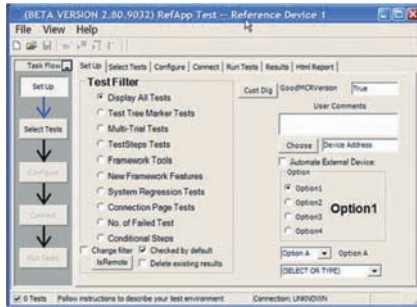 (BETA VERSION 2.80.9032) RefApp Test -- Reference Device 1
File View Help
Task Flow
Set Up
Select Tests
Configure
Connect
Run Tests
Set Up Select Tests Configure Connect Run Tests Results Html Report
Test Filter
Display All Tests
Test Tree Marker Tests
Multi-Trial Tests
TestSteps Tests
Framework Tools
New Framework Features
System Regression Tests
Connection Page Tests
No. of Failed Test
Conditional Steps
Change filter Checked by default
IsRemote Delete existing results
Cust Dlg GoodMCRVersion True
User Comments
Choose Device Address
Automate External Device:
Option
Option1
Option2
Option3
Option4
Option1
Option A Option A
(SELECT OR TYPE)
0 Tests Follow instructions to describe your test environment Connection: UNKNOWN